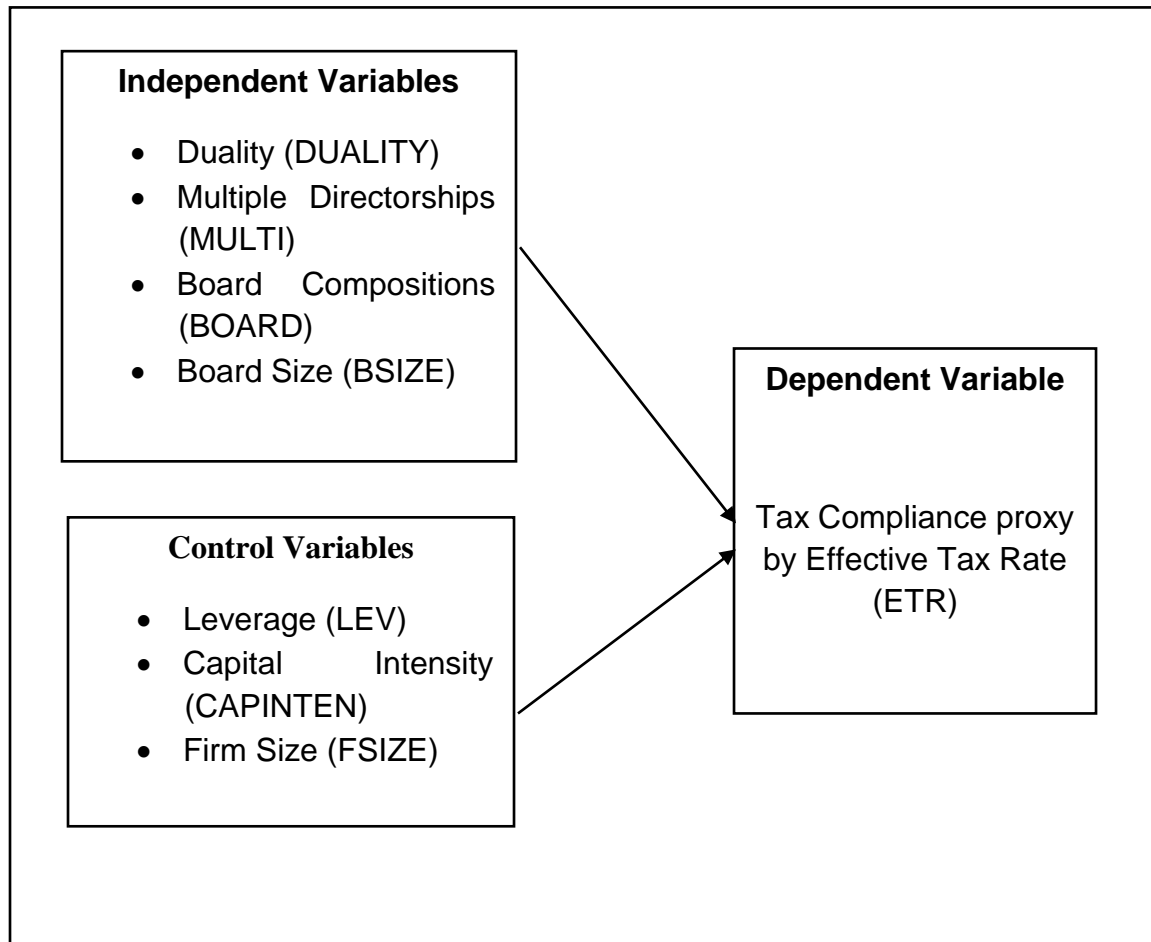 Independent Variables
• Duality (DUALITY)
• Multiple Directorships
(MULTI)
• Board Compositions
(BOARD)
• Board Size (BSIZE)
Control Variables
• Leverage (LEV)
• Capital Intensity
(CAPINTEN)
• Firm Size (FSIZE)
Dependent Variable
Tax Compliance proxy
by Effective Tax Rate
(ETR)